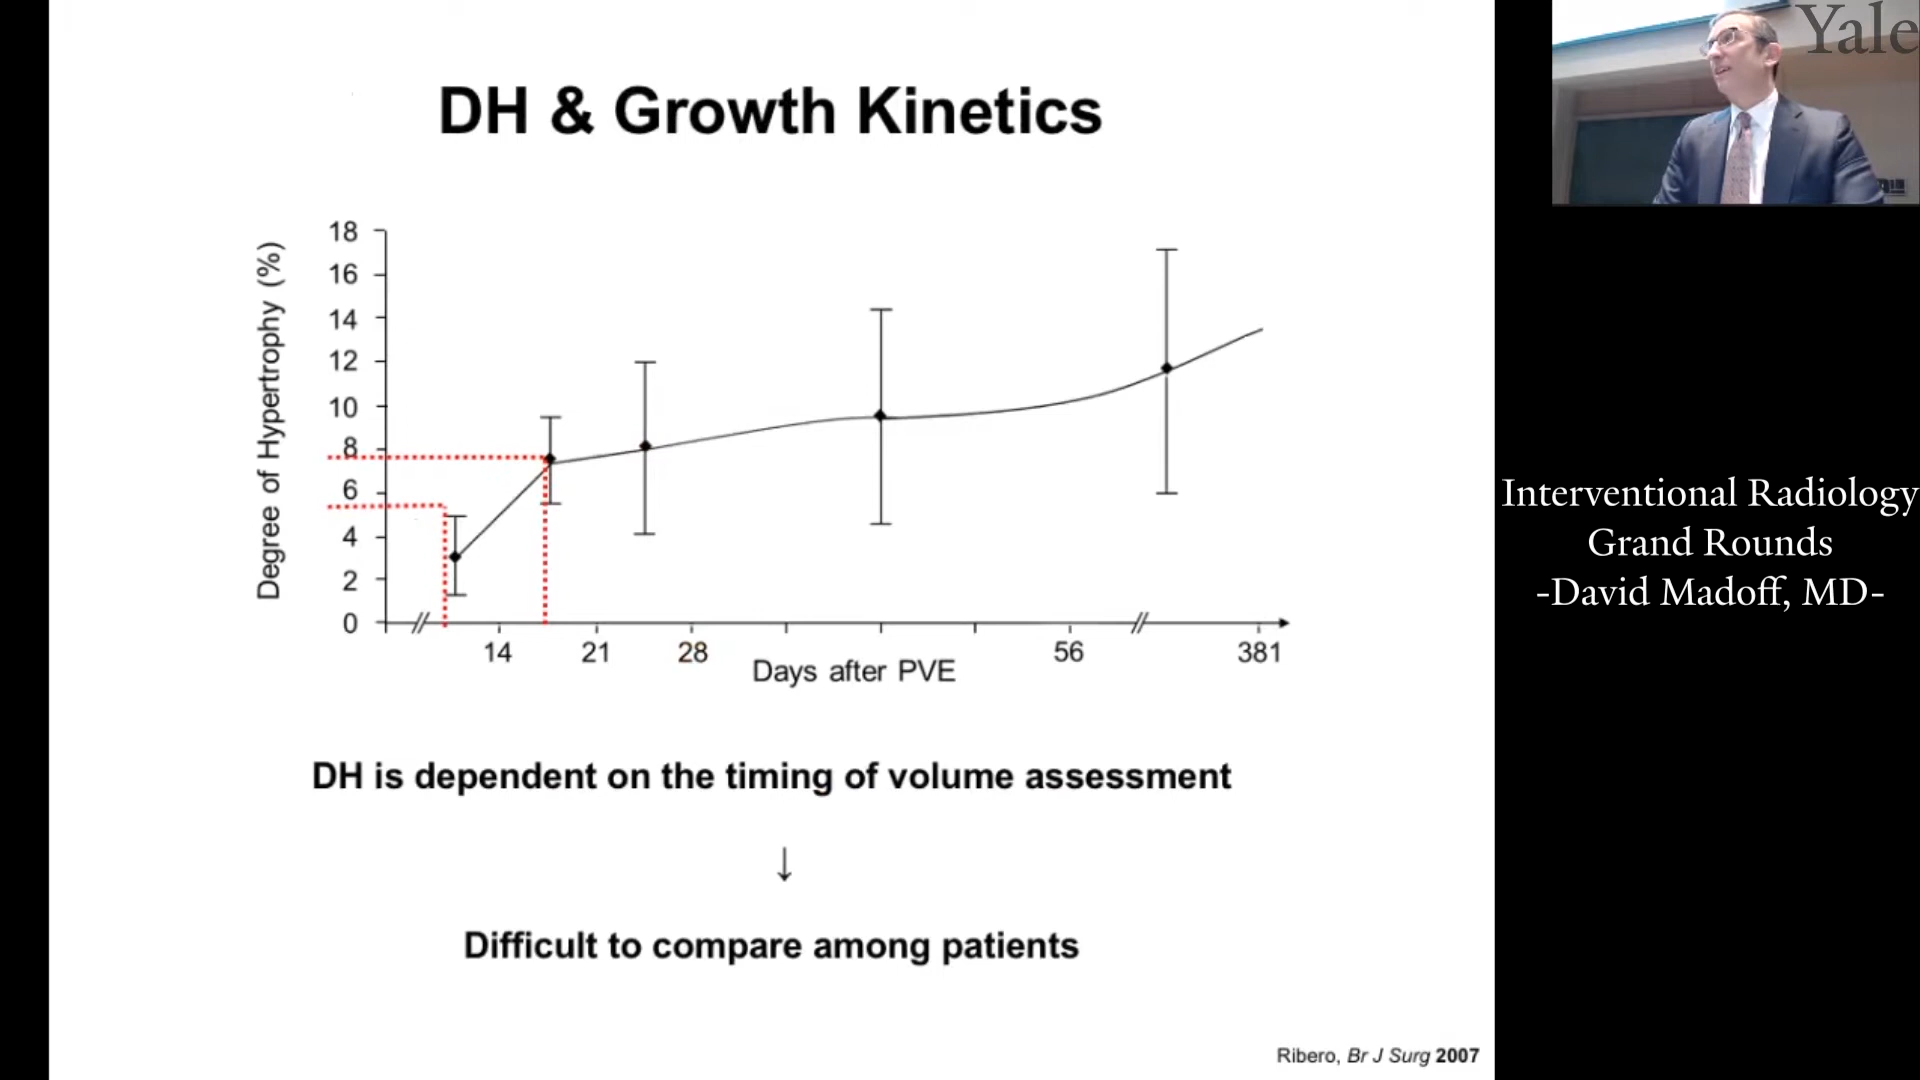 DH & Growth Kinetics
Yale
Degree of Hypertrophy (%)
18
16
14
12
10
8
6
4
2
0
14 21 28 56 381
Days after PVE
DH is dependent on the timing of volume assessment
↓
Difficult to compare among patients
Ribero, Br J Surg 2007
Interventional Radiology
Grand Rounds
-David Madoff, MD-